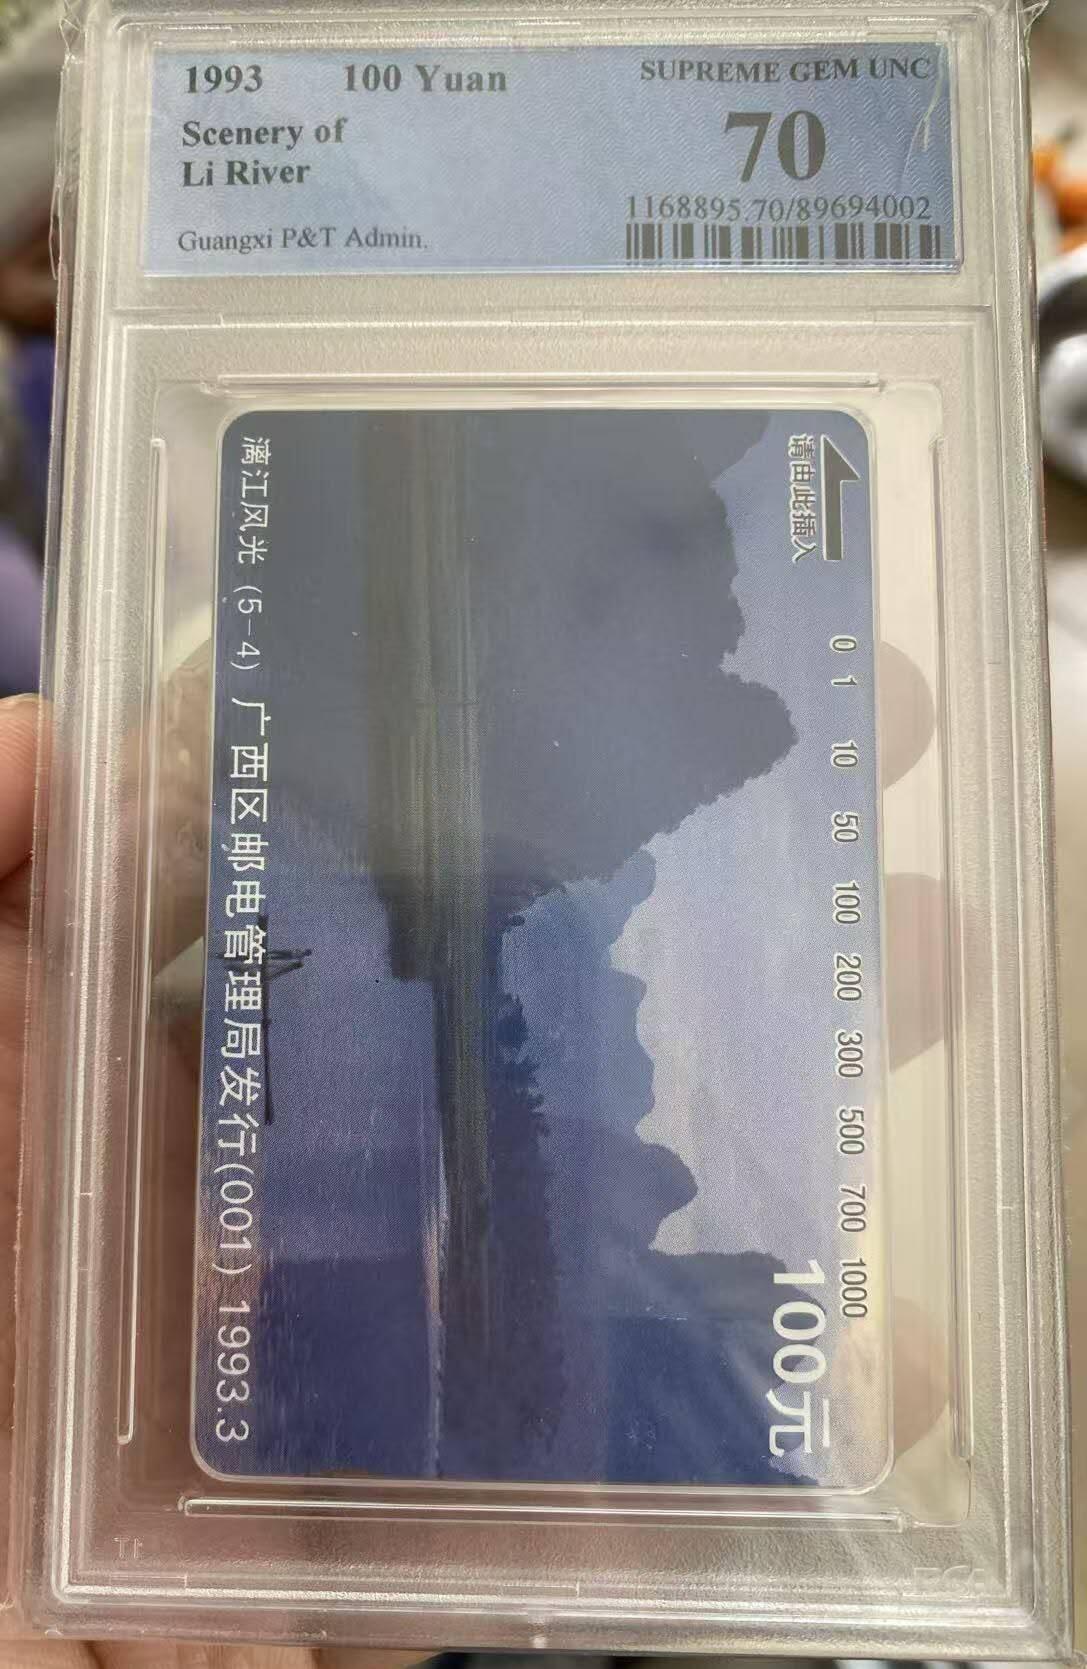 1993 100 Yuan
Scenery of
Li River
Guangxi P&T Admin.
SUPREME GEM UNC
70
1168895.70/89694002
请由此插入
0 1 10 50 100 200 300 500 700 1000
100元
漓江风光（5-4）广西区邮电管理局发行(001) 1993.3